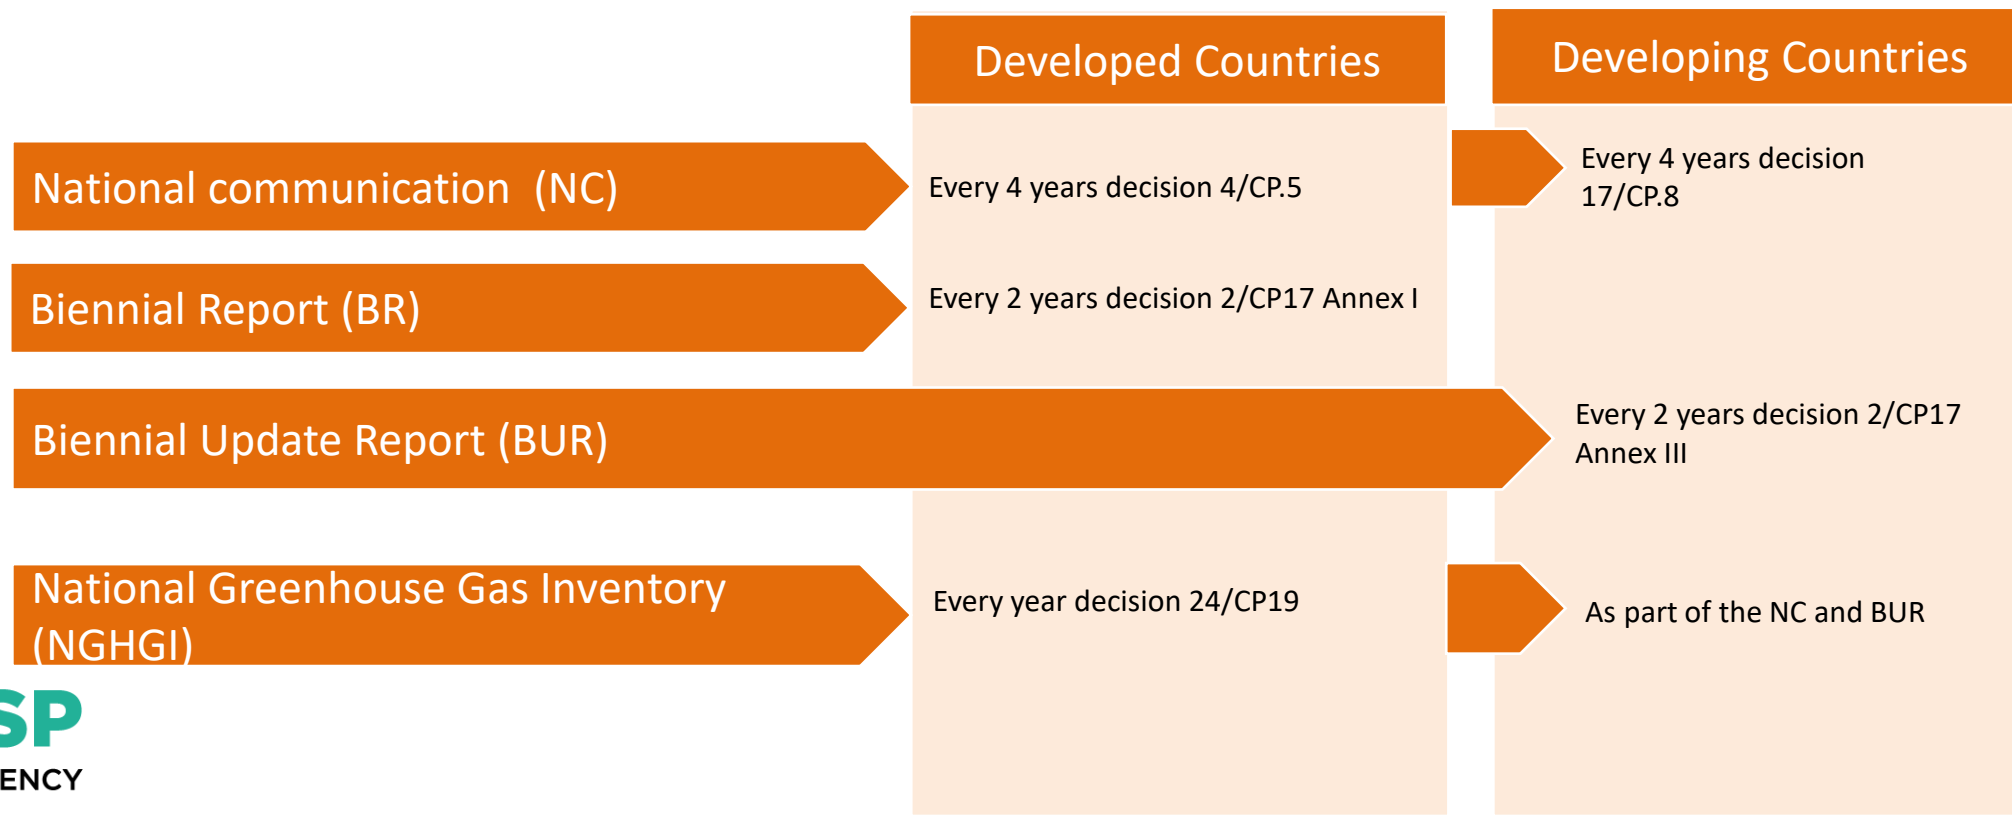 Developed Countries
Developing Countries
National communication (NC)
Every 4 years decision 4/CP.5
Every 4 years decision
17/CP.8
Biennial Report (BR)
Every 2 years decision 2/CP17 Annex I
Biennial Update Report (BUR)
Every 2 years decision 2/CP17
Annex III
National Greenhouse Gas Inventory
(NGHGI)
Every year decision 24/CP19
As part of the NC and BUR
SP
ENCY